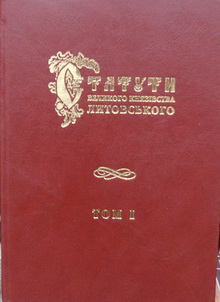 СТАТУТИ
ВЕЛИКОГО КНЯЗІВСТВА
ЛИТОВСЬКОГО
ТОМ I